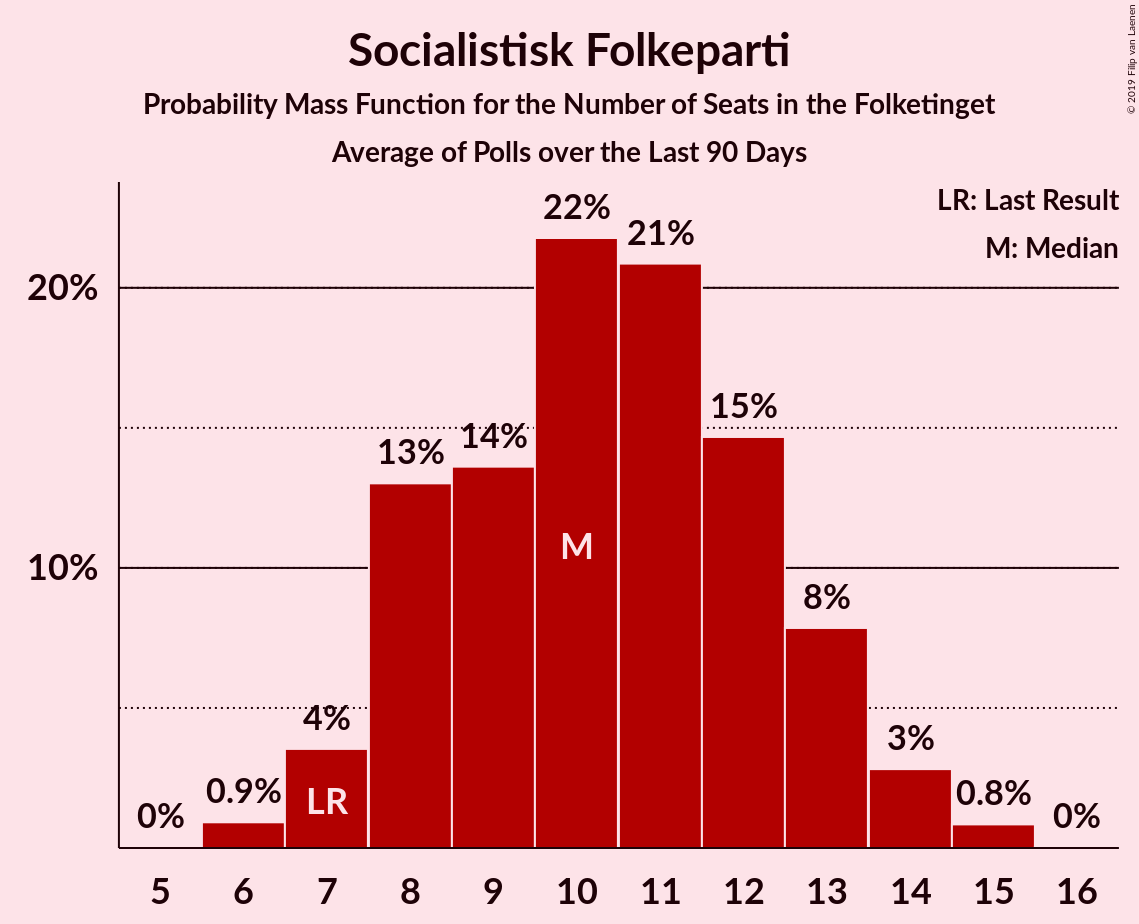 Socialistisk Folkeparti
Probability Mass Function for the Number of Seats in the Folketinget
Average of Polls over the Last 90 Days
© 2019 Filip van Laenen
LR: Last Result
M: Median
22%
21%
20%
15%
14%
13%
M
10%
8%
4%
3%
LR
0.9%
0.8%
0%
0%
5 6 7 8 9 10 11 12 13 14 15 16